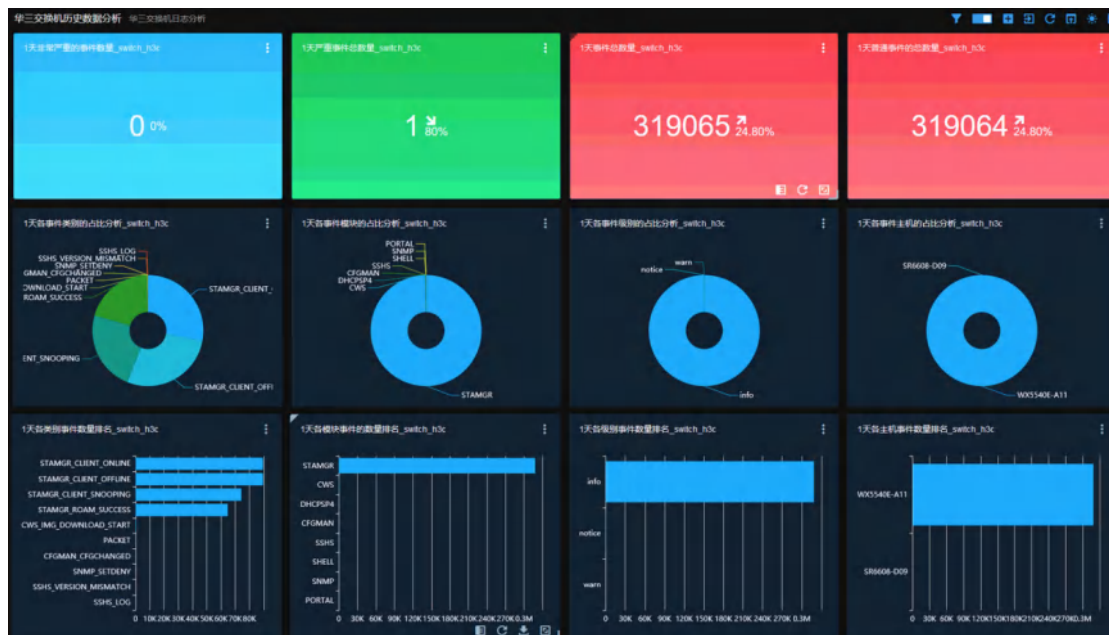 华三交换机历史数据分析 华三交换机日志分析
1天非常严重的事件数量_switch_h3c
1天严重事件总数量_switch_h3c
1天事件总数量_switch_h3c
1天普通事件的总数量_switch_h3c
0 0%
1 80%
319065 24.80%
319064 24.80%
1天各事件类别的占比分析_switch_h3c
1天各事件模块的占比分析_switch_h3c
1天各事件级别的占比分析_switch_h3c
1天各事件主机的占比分析_switch_h3c
SSHS_LOG
SSHS_VERSION_MISMATCH
SNMP_SETDENY
GMAN_CFGCHANGED
PACKET
OWNLOAD_START
ROAM_SUCCESS
STAMGR_CLIENT_
ENT_SNOOPING
STAMGR_CLIENT_OFFI
PORTAL
SNMP
SHELL
SSHS
CFGMAN
DHCPSP4
CWS
STAMGR
warn
notice
info
SR6608-D09
WX5540E-A11
1天各类别事件数量排名_switch_h3c
1天各模块事件的数量排名_switch_h3c
1天各级别事件数量排名_switch_h3c
1天各主机事件数量排名_switch_h3c
STAMGR_CLIENT_ONLINE
STAMGR_CLIENT_OFFLINE
STAMGR_CLIENT_SNOOPING
STAMGR_ROAM_SUCCESS
CWS_IMG_DOWNLOAD_START
PACKET
CFGMAN_CFGCHANGED
SNMP_SETDENY
SSHS_VERSION_MISMATCH
SSHS_LOG
0 10K 20K 30K 40K 50K 60K 70K 80K
STAMGR
CWS
DHCPSP4
CFGMAN
SSHS
SHELL
SNMP
PORTAL
0 30K 60K 90K 120K 150K 180K 210K 240K 270K 0.3M
info
notice
warn
0 30K 60K 90K 120K 150K 180K 210K 240K 270K 0.3M
WX5540E-A11
SR6608-D09
0 30K 60K 90K 120K 150K 180K 210K 240K 270K 0.3M